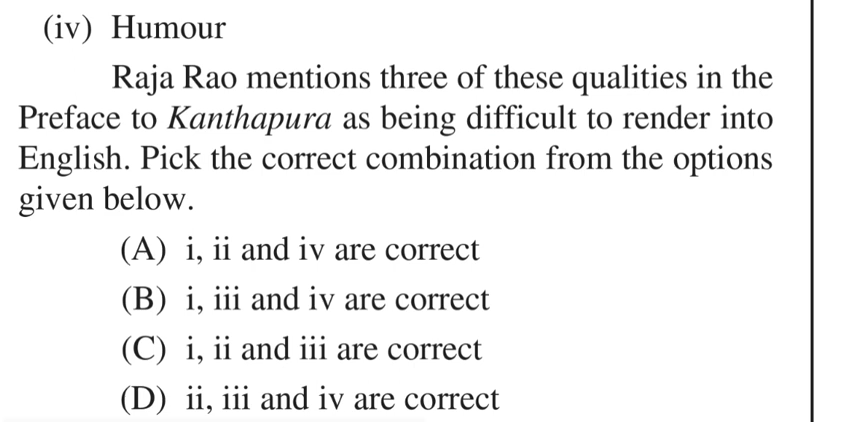 (iv) Humour
Raja Rao mentions three of these qualities in the
Preface to Kanthapura as being difficult to render into
English. Pick the correct combination from the options
given below.
(A) i, ii and iv are correct
(B) i, iii and iv are correct
(C) i, ii and iii are correct
(D) ii, iii and iv are correct